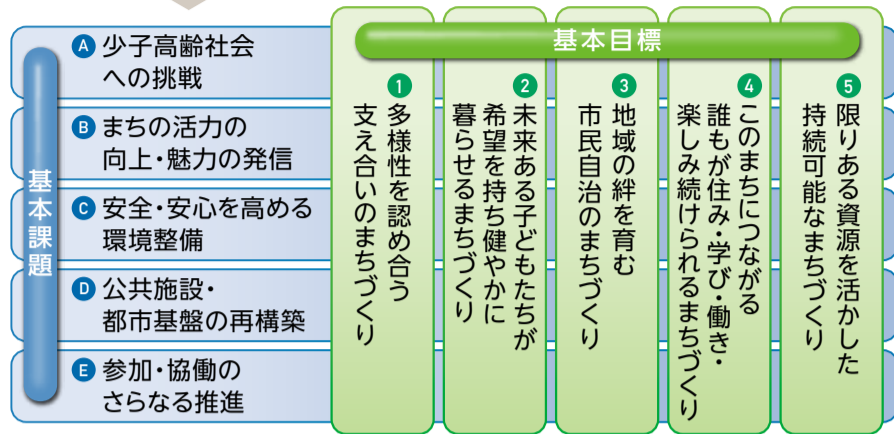 基本課題
A 少子高齢社会
への挑戦
B まちの活力の
向上・魅力の発信
C 安全・安心を高める
環境整備
D 公共施設・
都市基盤の再構築
E 参加・協働の
さらなる推進
基本目標
1 多様性を認め合う
支え合いのまちづくり
2 未来ある子どもたちが
希望を持ち健やかに
暮らせるまちづくり
3 地域の絆を育む
市民自治のまちづくり
4 このまちにつながる
誰もが住み・学び・働き・
楽しみ続けられるまちづくり
5 限りある資源を活かした
持続可能なまちづくり